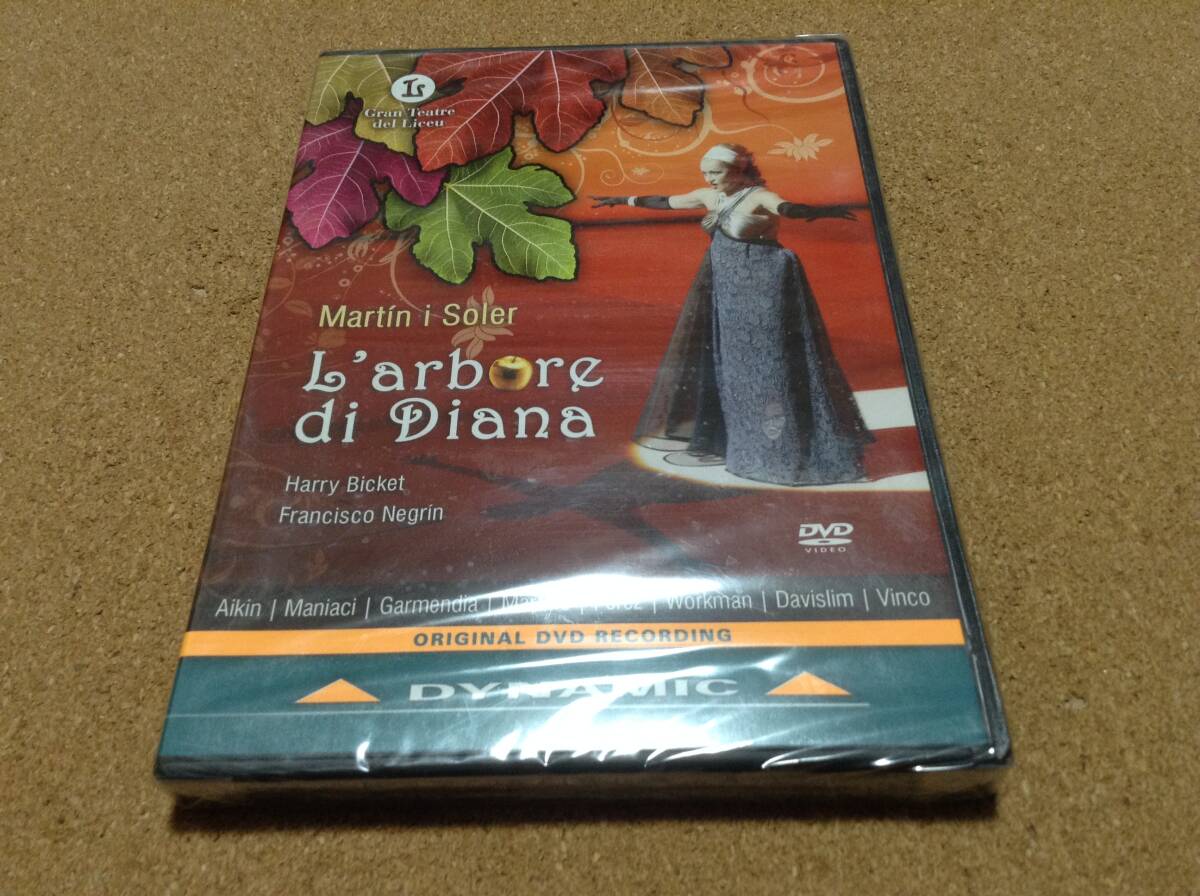 Gran Teatre
del Liceu
Martín i Soler
L'arbore
di Diana
Harry Bicket
Francisco Negrín
DVD
VIDEO
Aikin | Maniaci | Garmendia | | Workman | Davislim | Vinco
ORIGINAL DVD RECORDING
DYNAMIC